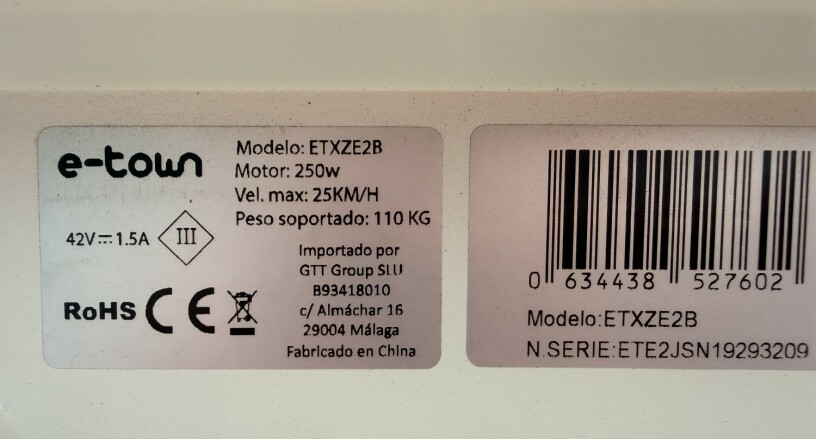 e-town
Modelo: ETXZE2B
Motor: 250w
Vel. max: 25KM/H
Peso soportado: 110 KG
42V⎓1.5A
III
Importado por
GTT Group SLU
B93418010
c/ Almáchar 16
29004 Málaga
Fabricado en China
RoHS CE
0 634438 527602
Modelo:ETXZE2B
N.SERIE:ETE2JSN19293209